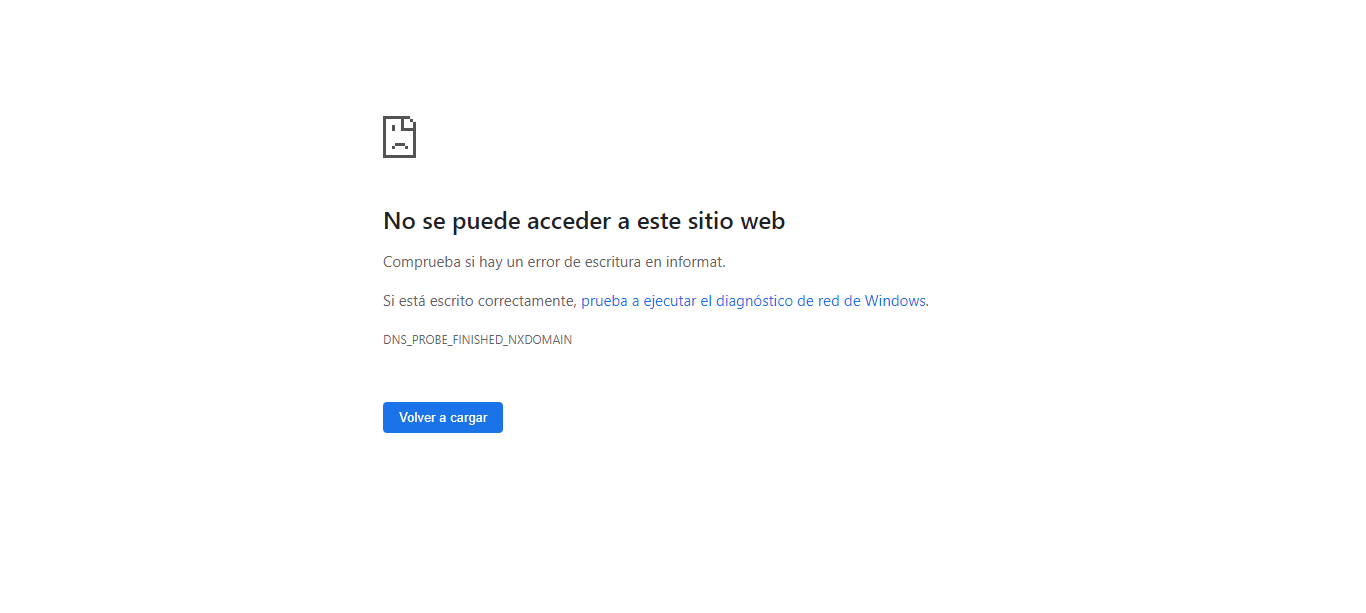 No se puede acceder a este sitio web
Comprueba si hay un error de escritura en informat.
Si está escrito correctamente, prueba a ejecutar el diagnóstico de red de Windows.
DNS_PROBE_FINISHED_NXDOMAIN
Volver a cargar